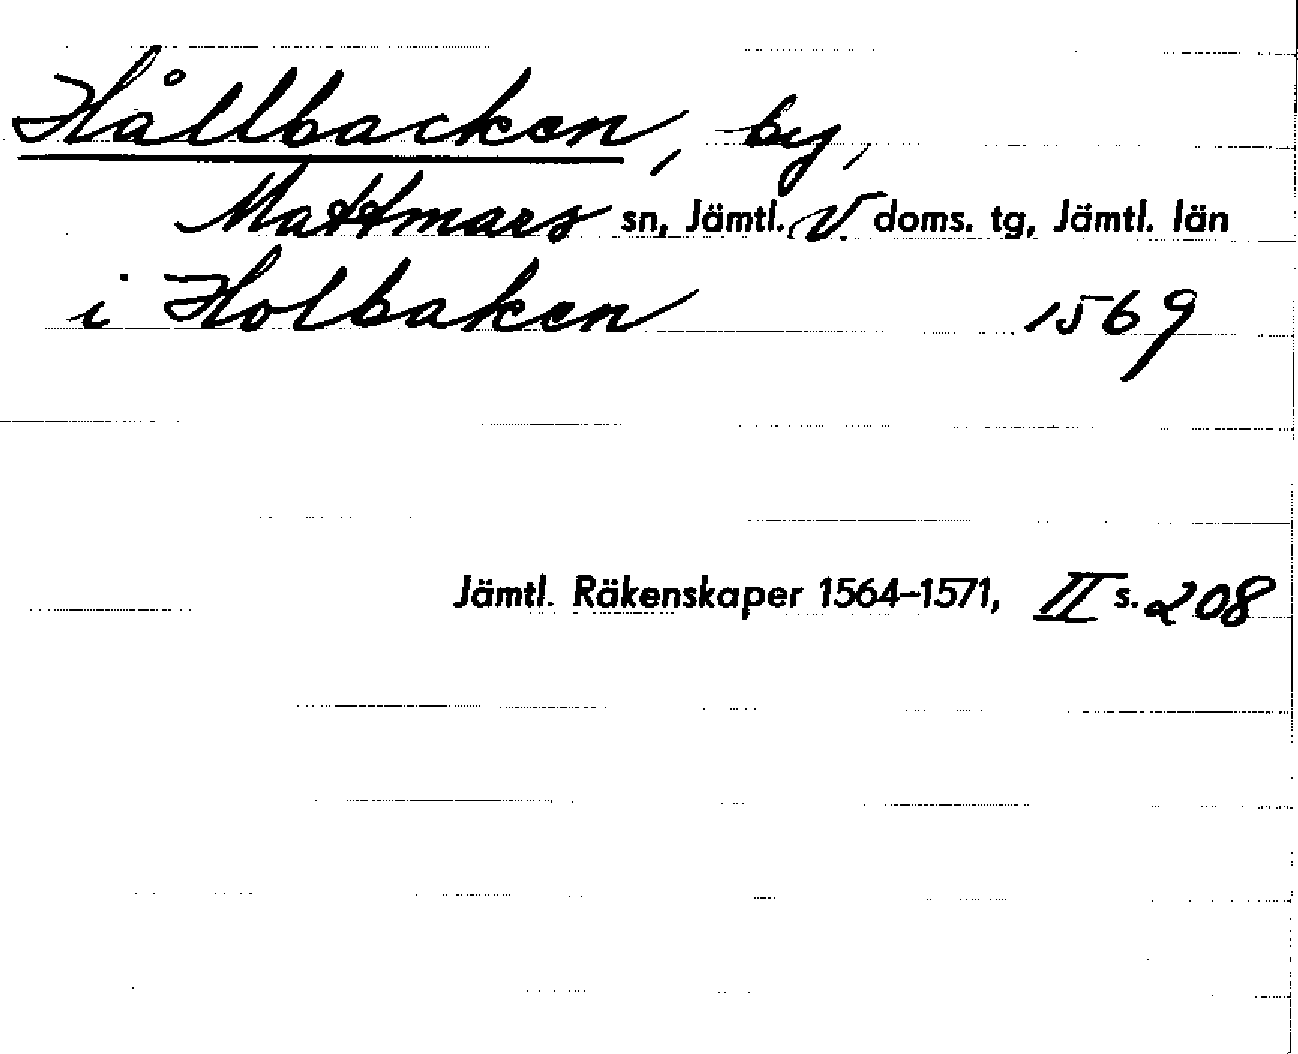 Hållbacken, by,
Mattmars sn, Jämtl. V. doms. tg, Jämtl. län
i Holbaken 1569
Jämtl. Räkenskaper 1564–1571, II s. 208